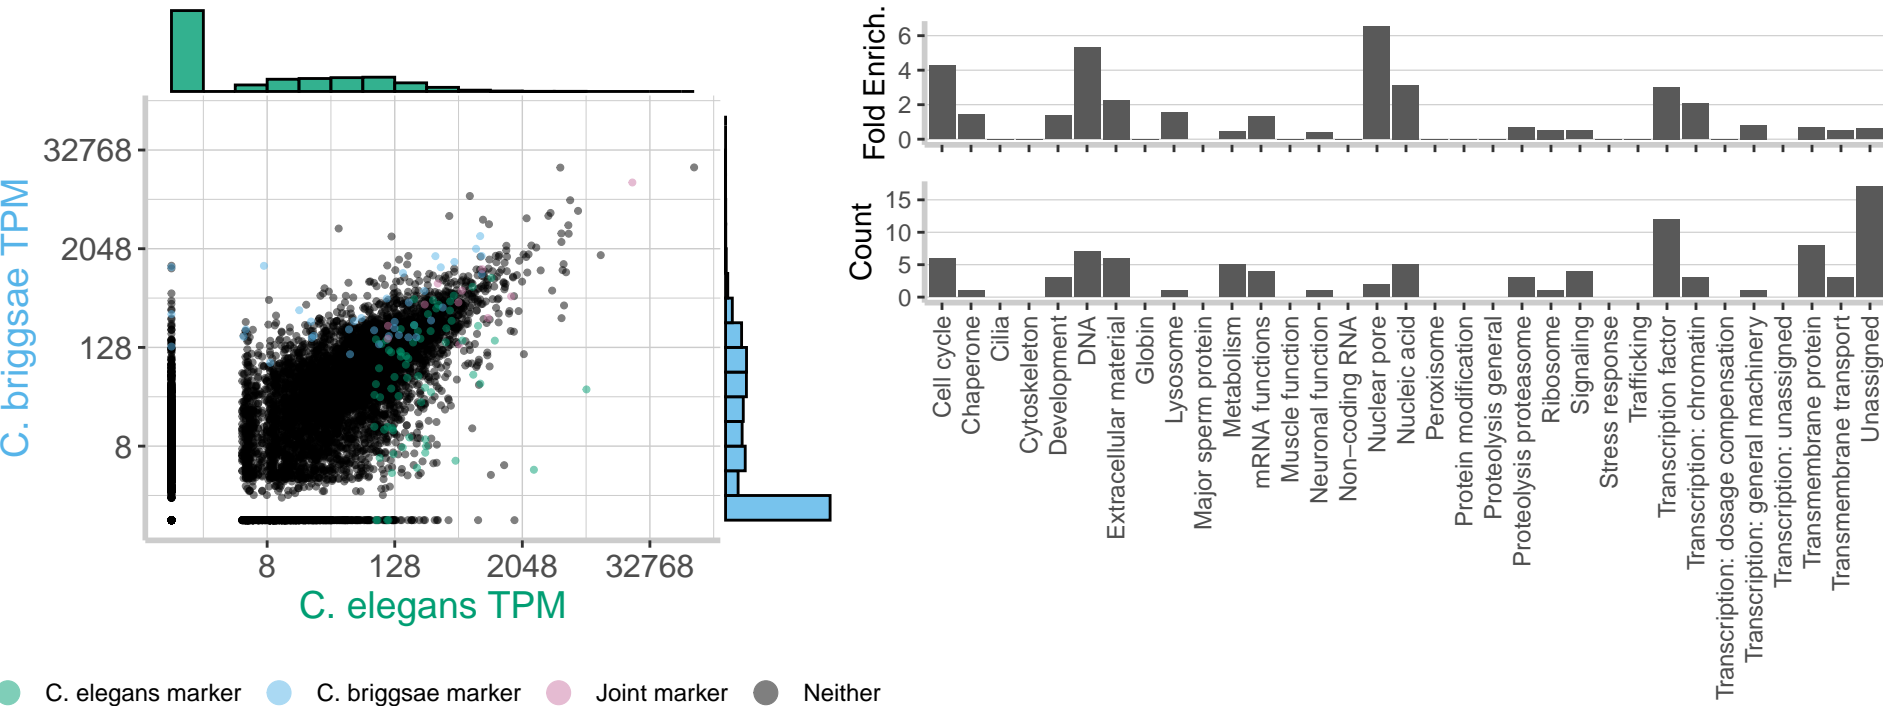 C. briggsae TPM
32768
2048
128
8
8
128
2048
32768
C. elegans TPM
C. elegans marker
C. briggsae marker
Joint marker
Neither
Fold Enrich.
6
4
2
0
Count
15
10
5
0
Cell cycle
Chaperone
Cilia
Cytoskeleton
Development
DNA
Extracellular material
Globin
Lysosome
Major sperm protein
Metabolism
mRNA functions
Muscle function
Neuronal function
Non−coding RNA
Nuclear pore
Nucleic acid
Peroxisome
Protein modification
Proteolysis general
Proteolysis proteasome
Ribosome
Signaling
Stress response
Trafficking
Transcription factor
Transcription: chromatin
Transcription: dosage compensation
Transcription: general machinery
Transcription: unassigned
Transmembrane protein
Transmembrane transport
Unassigned